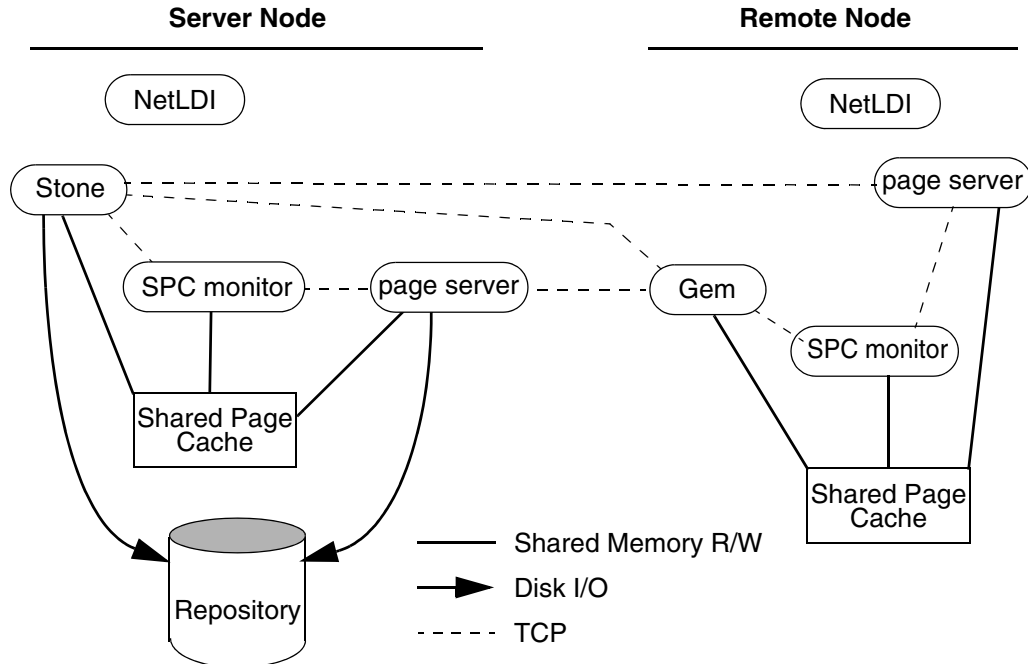 Server Node
Remote Node
NetLDI
NetLDI
Stone
page server
SPC monitor
page server
Gem
SPC monitor
Shared Page
Cache
Shared Page
Cache
Repository
Shared Memory R/W
Disk I/O
TCP